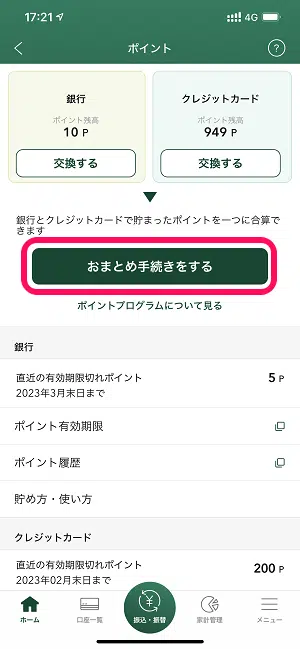 17:21
4G
ポイント
?
銀行
クレジットカード
ポイント残高
ポイント残高
10 P
949 P
交換する
交換する
銀行とクレジットカードで貯まったポイントを一つに合算で
きます
おまとめ手続きをする
ポイントプログラムについて見る
銀行
直近の有効期限切れポイント
5 P
2023年3月末日まで
ポイント有効期限
ポイント履歴
貯め方・使い方
クレジットカード
直近の有効期限切れポイント
200 P
2023年02月末日まで
ホーム
口座一覧
振込・振替
家計管理
メニュー